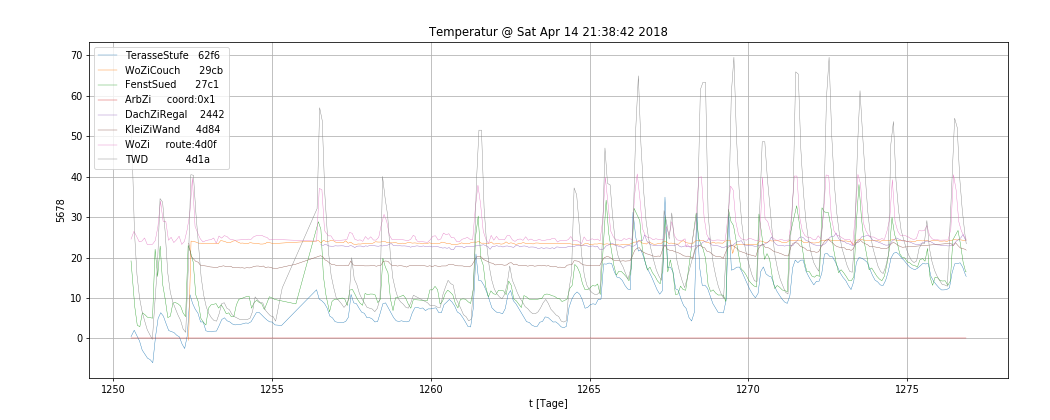 Temperatur @ Sat Apr 14 21:38:42 2018
70
60
50
40
30
20
10
0
5678
TerasseStufe 62f6
WoZiCouch 29cb
FenstSued 27c1
ArbZi coord:0x1
DachZiRegal 2442
KleiZiWand 4d84
WoZi route:4d0f
TWD 4d1a
1250 1255 1260 1265 1270 1275
t [Tage]